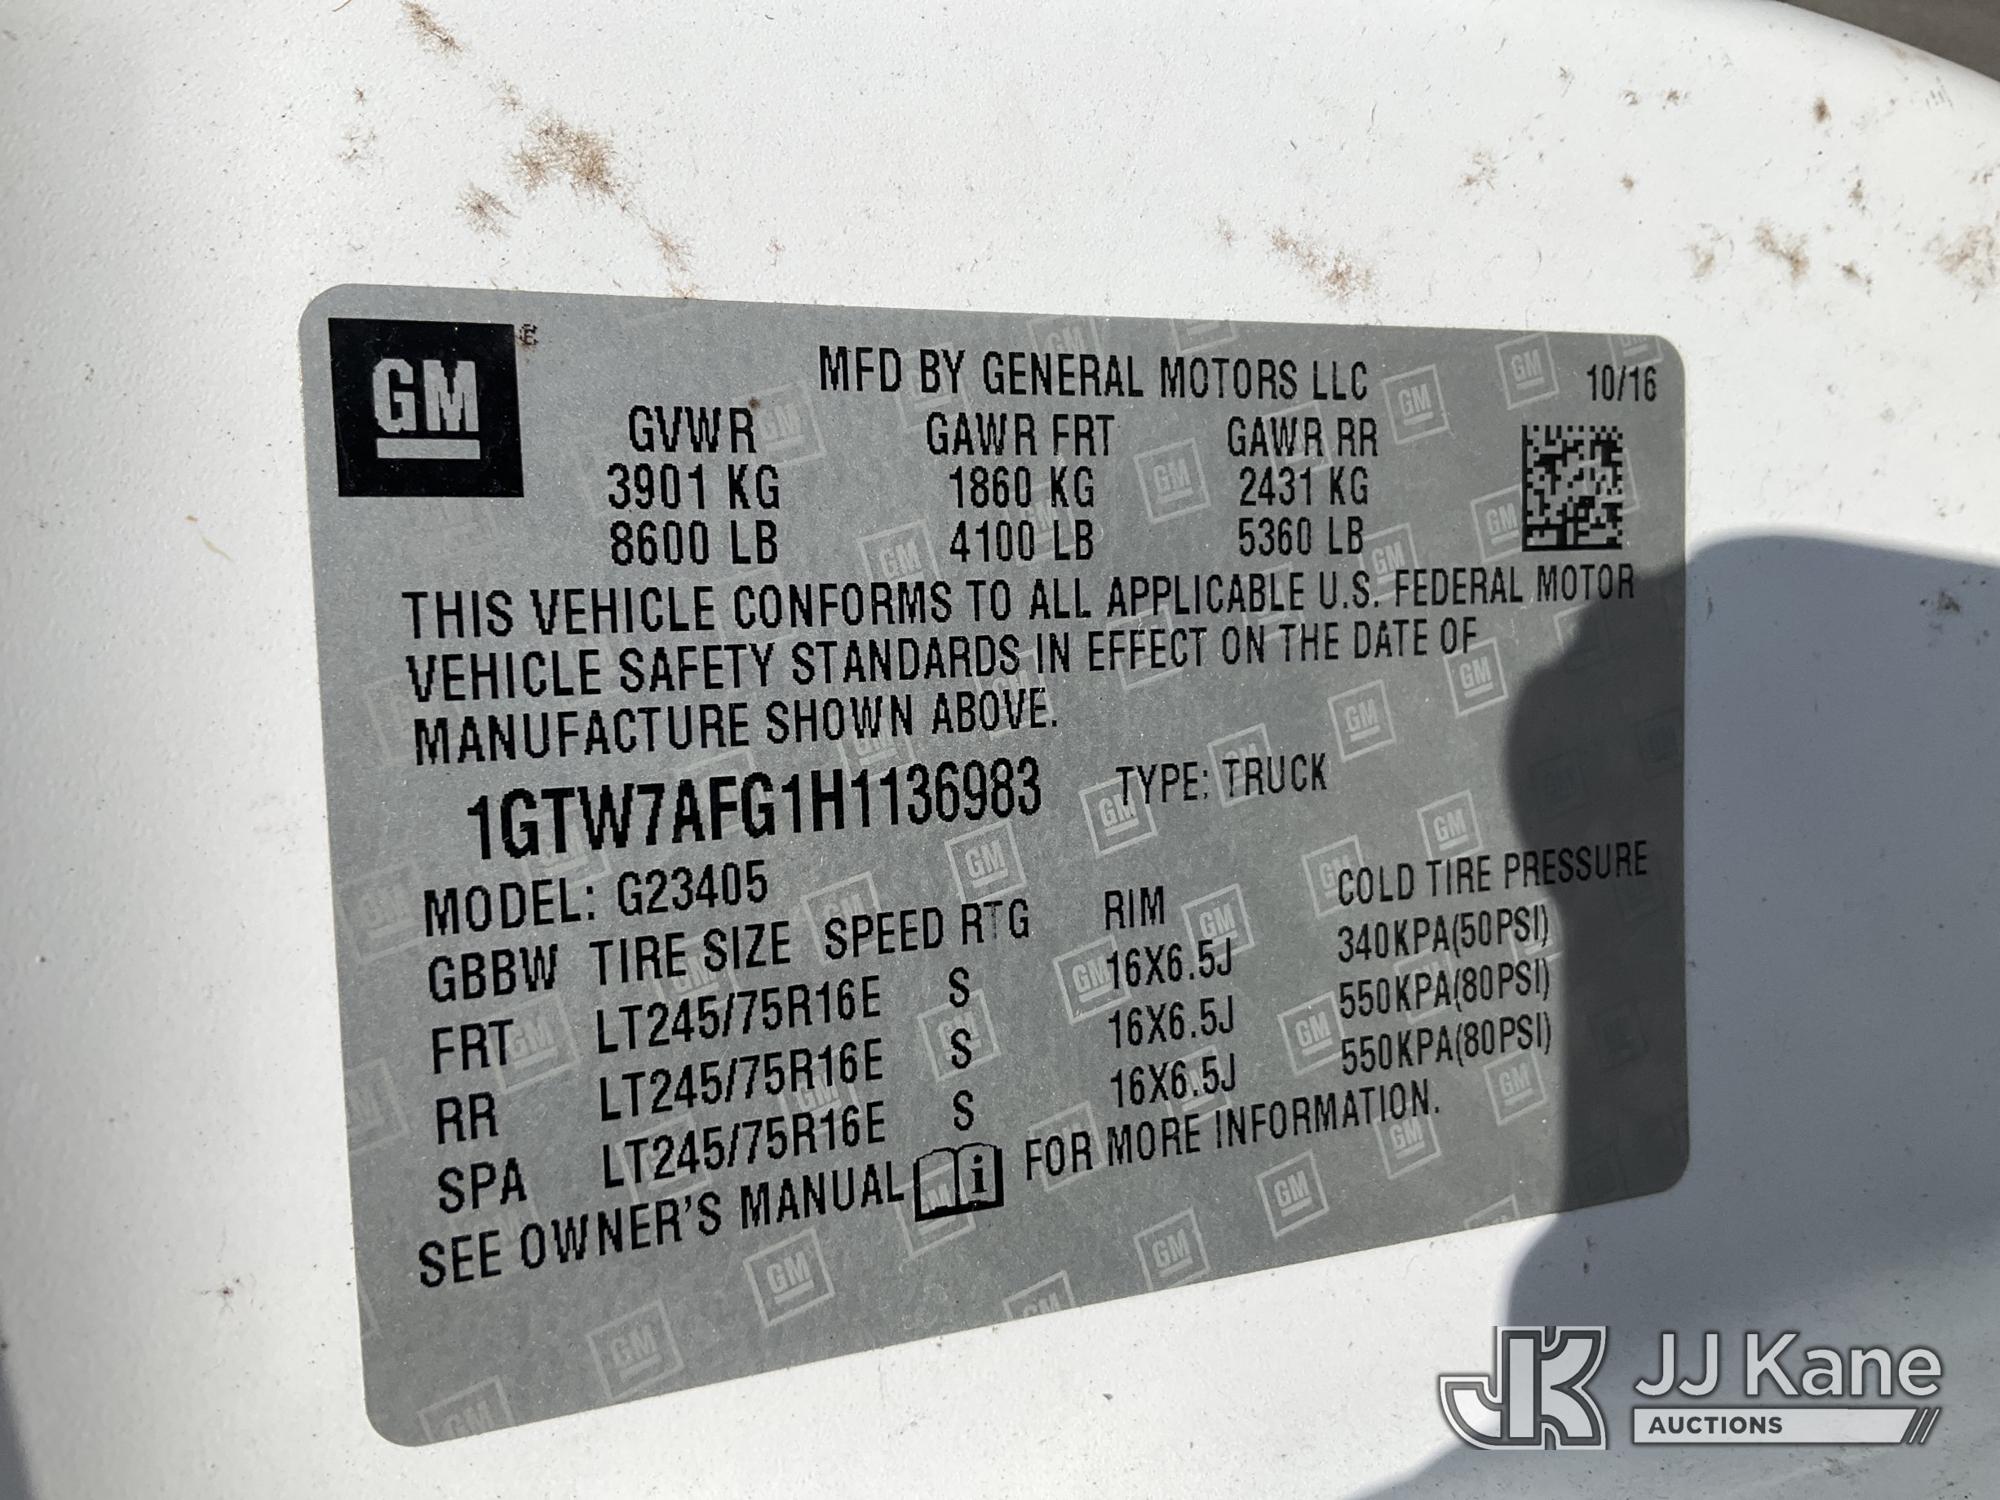 GM
MFD BY GENERAL MOTORS LLC 10/16
GVWR GAWR FRT GAWR RR
3901 KG 1860 KG 2431 KG
8600 LB 4100 LB 5360 LB
THIS VEHICLE CONFORMS TO ALL APPLICABLE U.S. FEDERAL MOTOR
VEHICLE SAFETY STANDARDS IN EFFECT ON THE DATE OF
MANUFACTURE SHOWN ABOVE.
1GTW7AFG1H1136983 TYPE: TRUCK
MODEL: G23405
GBBW TIRE SIZE SPEED RTG RIM COLD TIRE PRESSURE
FRT LT245/75R16E S 16X6.5J 340KPA(50PSI)
RR LT245/75R16E S 16X6.5J 550KPA(80PSI)
SPA LT245/75R16E S 16X6.5J 550KPA(80PSI)
SEE OWNER'S MANUAL i FOR MORE INFORMATION.
JK JJ Kane
AUCTIONS